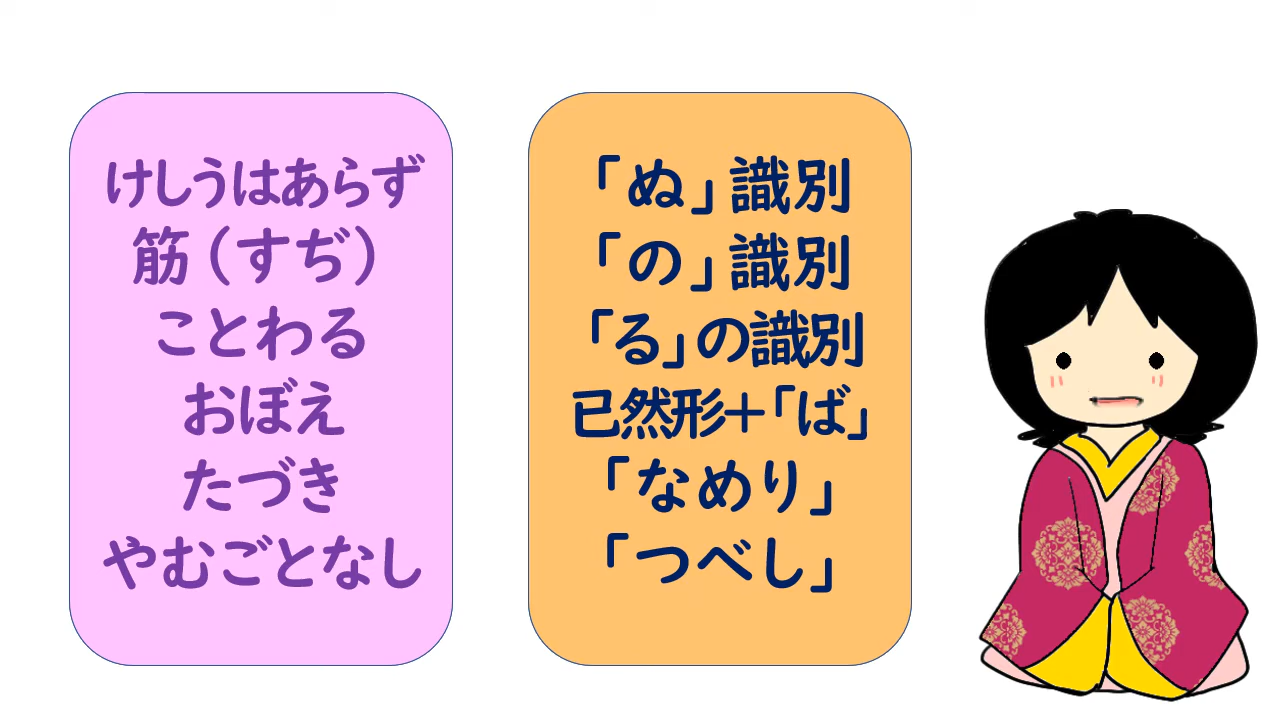 けしうはあらず
筋（すぢ）
ことわる
おぼえ
たづき
やむごとなし
「ぬ」識別
「の」識別
「る」の識別
已然形＋「ば」
「なめり」
「つべし」